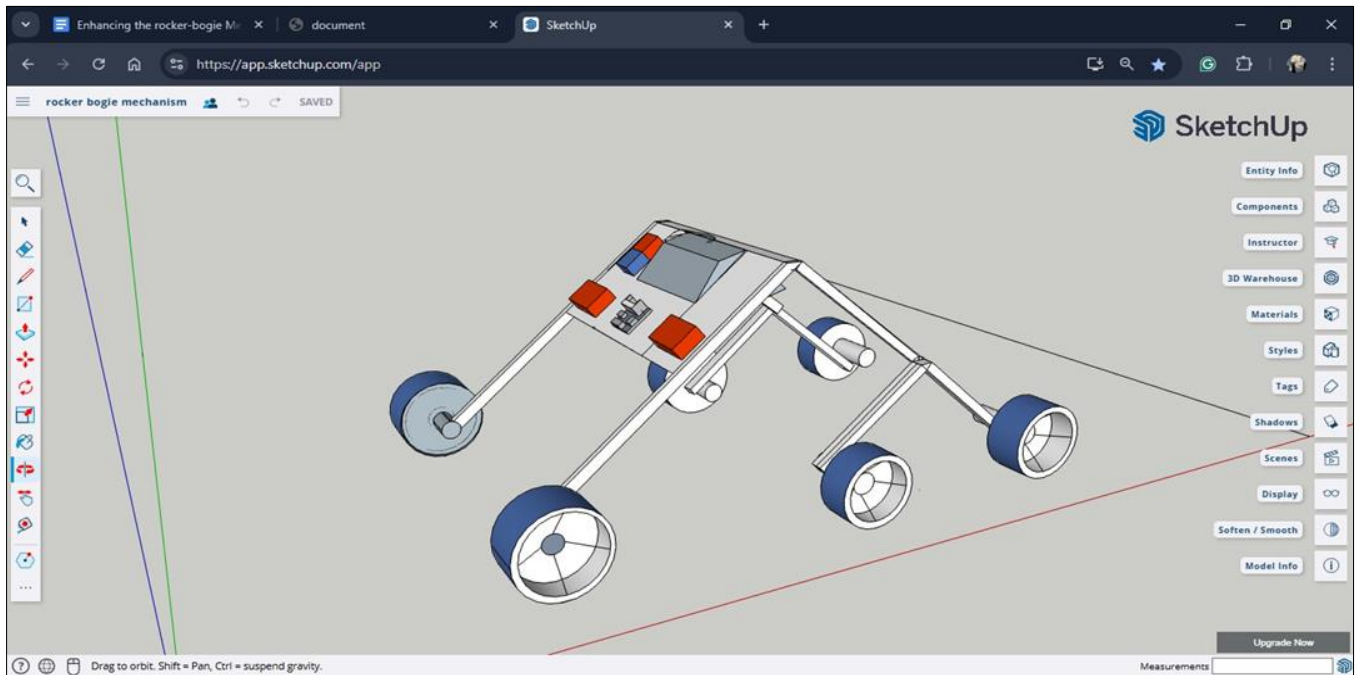 Enhancing the rocker-bogie Me
document
SketchUp
https://app.sketchup.com/app
rocker bogie mechanism
SAVED
SketchUp
Entity Info
Components
Instructor
3D Warehouse
Materials
Styles
Tags
Shadows
Scenes
Display
Soften / Smooth
Model Info
Upgrade Now
Drag to orbit. Shift = Pan, Ctrl = suspend gravity.
Measurements